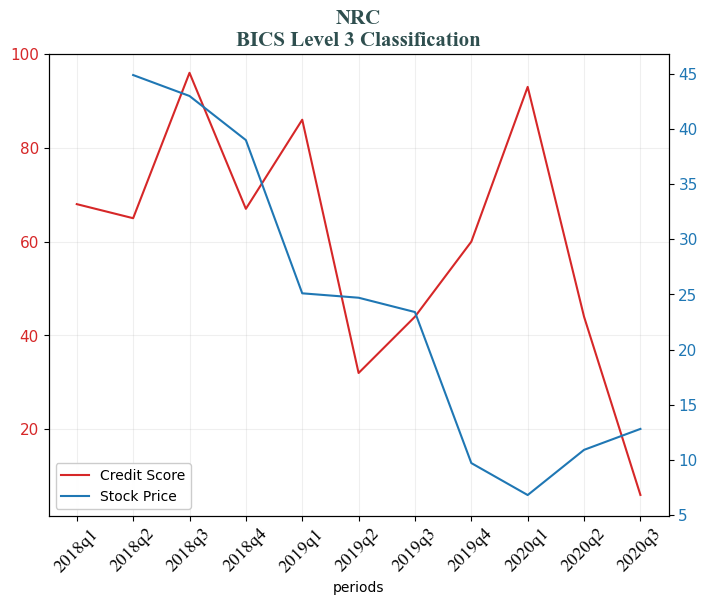 NRC
BICS Level 3 Classification
100
80
60
40
20
45
40
35
30
25
20
15
10
5
Credit Score
Stock Price
2018q1
2018q2
2018q3
2018q4
2019q1
2019q2
2019q3
2019q4
2020q1
2020q2
2020q3
periods